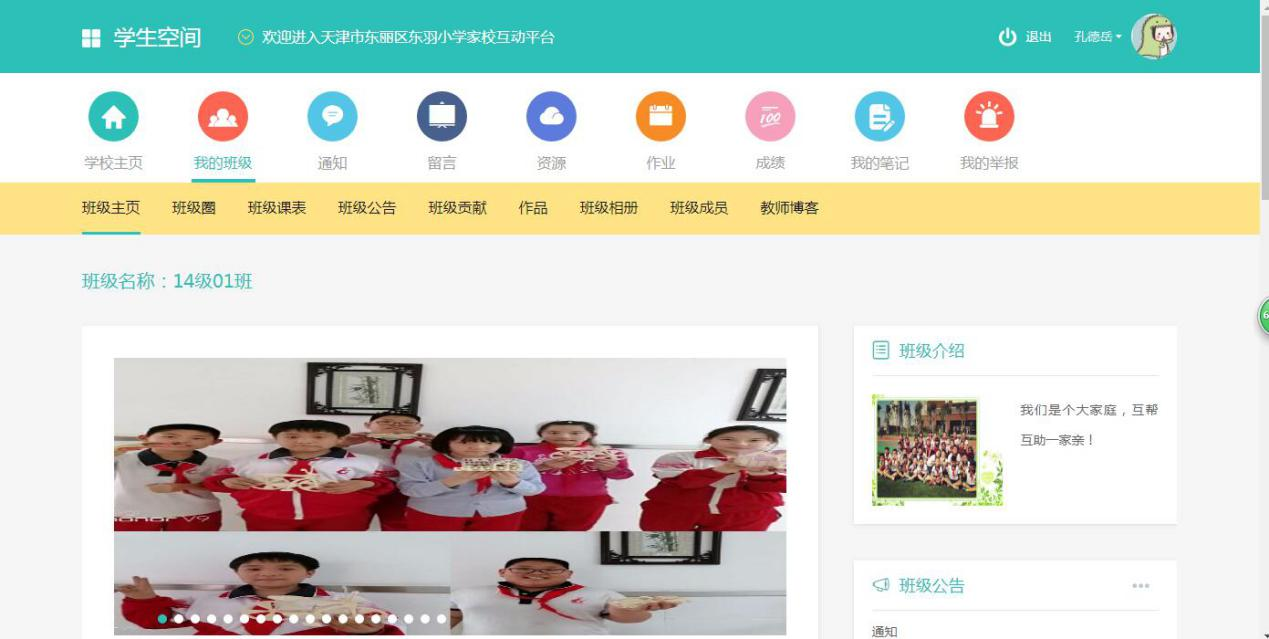 学生空间
欢迎进入天津市东丽区东羽小学家校互动平台
退出
孔德岳
100
学校主页
我的班级
通知
留言
资源
作业
成绩
我的笔记
我的举报
班级主页
班级圈
班级课表
班级公告
班级贡献
作品
班级相册
班级成员
教师博客
班级名称：14级01班
班级介绍
我们是个大家庭，互帮
互助一家亲！
班级公告
通知